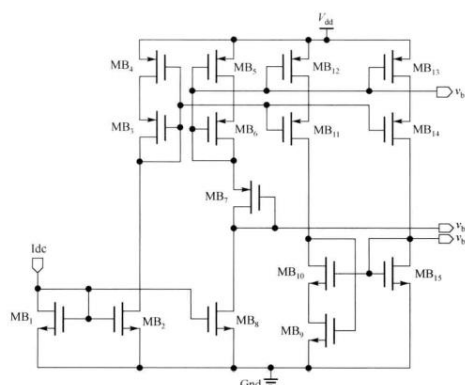 V_dd
MB_4
MB_5
MB_12
MB_13
v_b
MB_3
MB_6
MB_11
MB_14
MB_7
v_b
v_b
Idc
MB_10
MB_15
MB_1
MB_2
MB_8
MB_9
Gnd